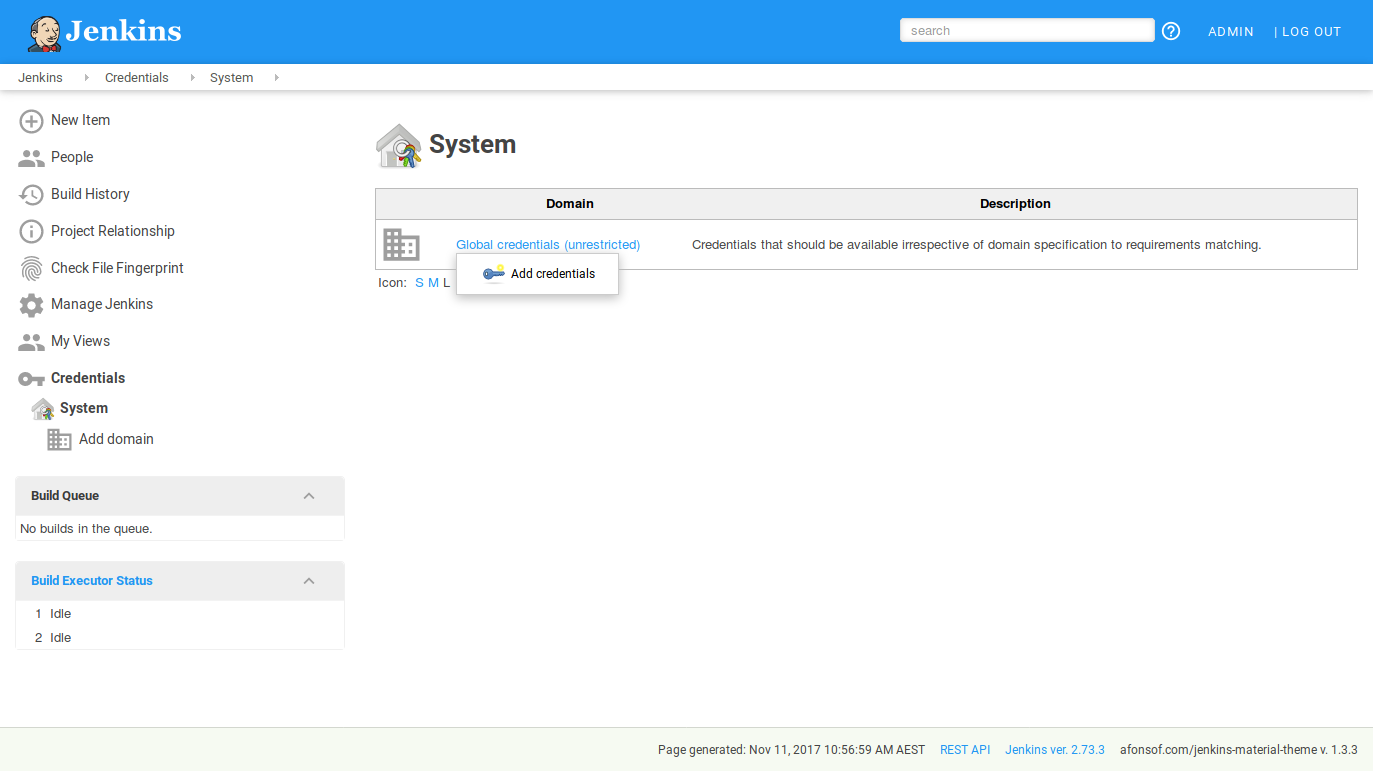 Jenkins
search
ADMIN | LOG OUT
Jenkins Credentials System
New Item
People
Build History
Project Relationship
Check File Fingerprint
Manage Jenkins
My Views
Credentials
System
Add domain
Build Queue
No builds in the queue.
Build Executor Status
1 Idle
2 Idle
System
Domain Description
Global credentials (unrestricted) Credentials that should be available irrespective of domain specification to requirements matching.
Add credentials
Icon: S M L
Page generated: Nov 11, 2017 10:56:59 AM AEST REST API Jenkins ver. 2.73.3 afonsof.com/jenkins-material-theme v. 1.3.3